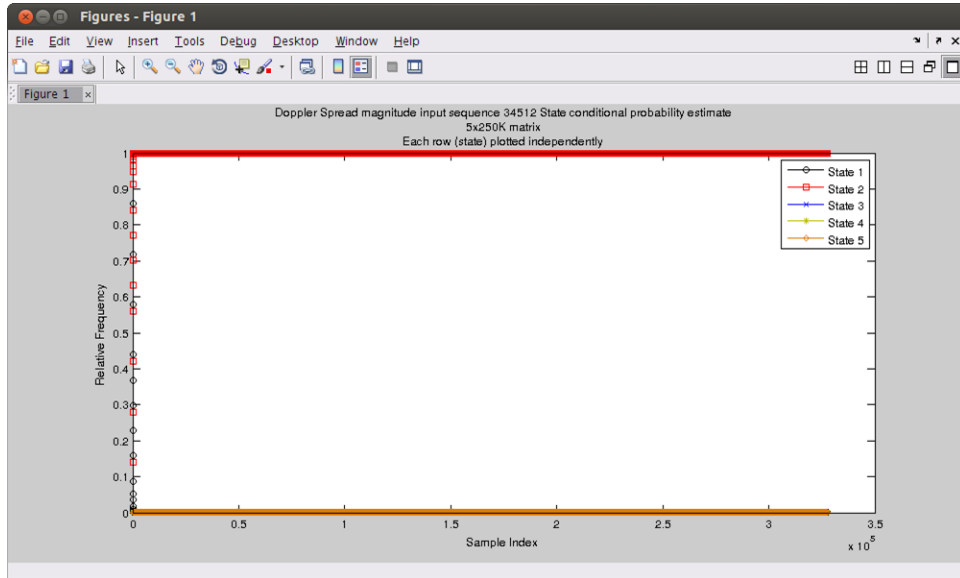 Figures - Figure 1
File Edit View Insert Tools Debug Desktop Window Help
Figure 1
Doppler Spread magnitude input sequence 34512 State conditional probability estimate
5x250K matrix
Each row (state) plotted independently
1
0.9
0.8
0.7
0.6
0.5
0.4
0.3
0.2
0.1
0
Relative Frequency
State 1
State 2
State 3
State 4
State 5
0 0.5 1 1.5 2 2.5 3 3.5
Sample Index
x 10^5